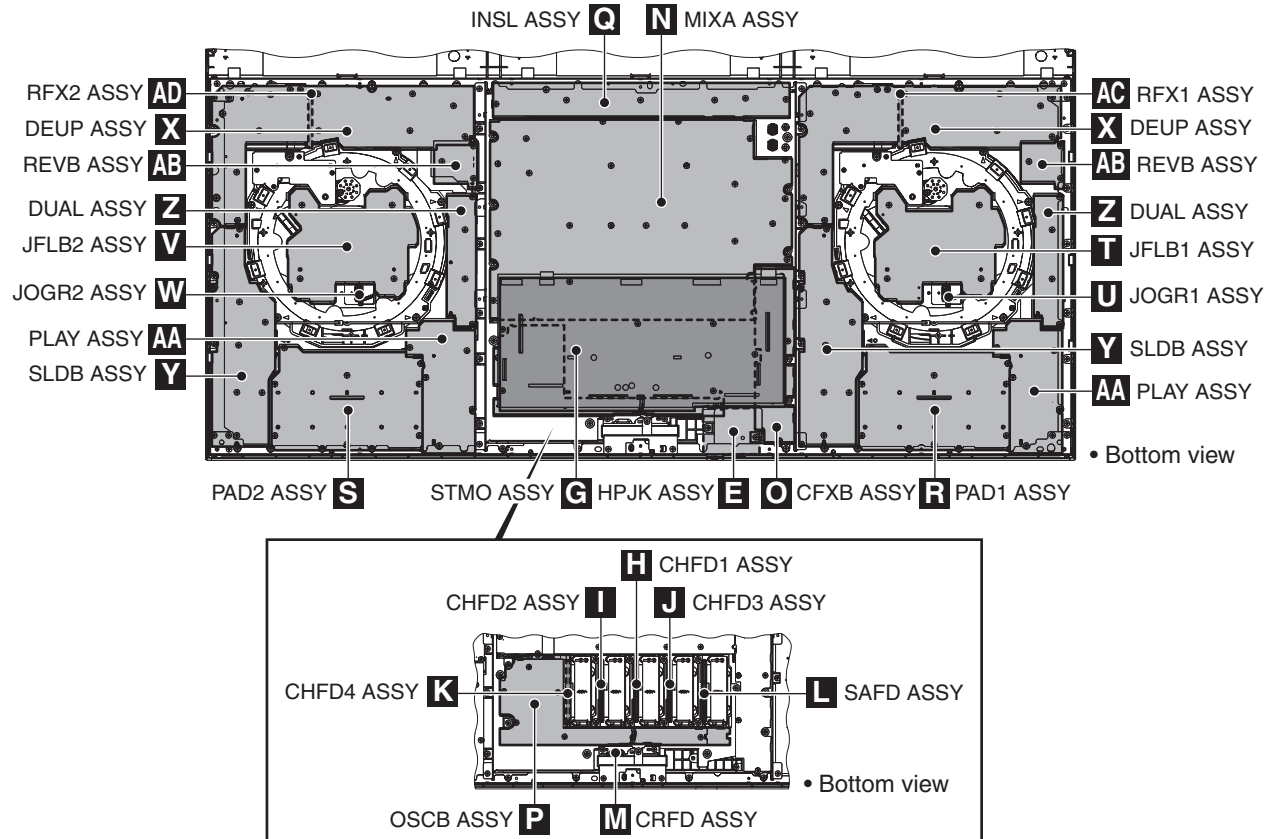 INSL ASSY Q N MIXA ASSY
RFX2 ASSY AD
DEUP ASSY X
REVB ASSY AB
DUAL ASSY Z
JFLB2 ASSY V
JOGR2 ASSY W
PLAY ASSY AA
SLDB ASSY Y
AC RFX1 ASSY
X DEUP ASSY
AB REVB ASSY
Z DUAL ASSY
T JFLB1 ASSY
U JOGR1 ASSY
Y SLDB ASSY
AA PLAY ASSY
• Bottom view
PAD2 ASSY S STMO ASSY G HPJK ASSY E O CFXB ASSY R PAD1 ASSY
H CHFD1 ASSY
CHFD2 ASSY I J CHFD3 ASSY
CHFD4 ASSY K L SAFD ASSY
• Bottom view
OSCB ASSY P M CRFD ASSY